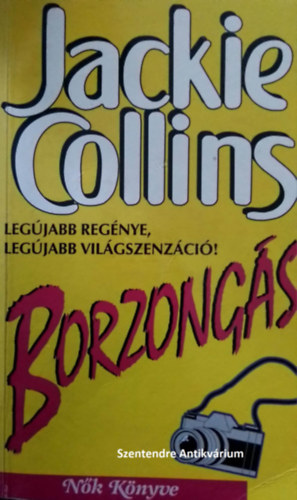 Jackie
Collins
LEGÚJABB REGÉNYE,
LEGÚJABB VILÁGSZENZÁCIÓ!
BORZONGÁS
Szentendre Antikvárium
Nők Könyve